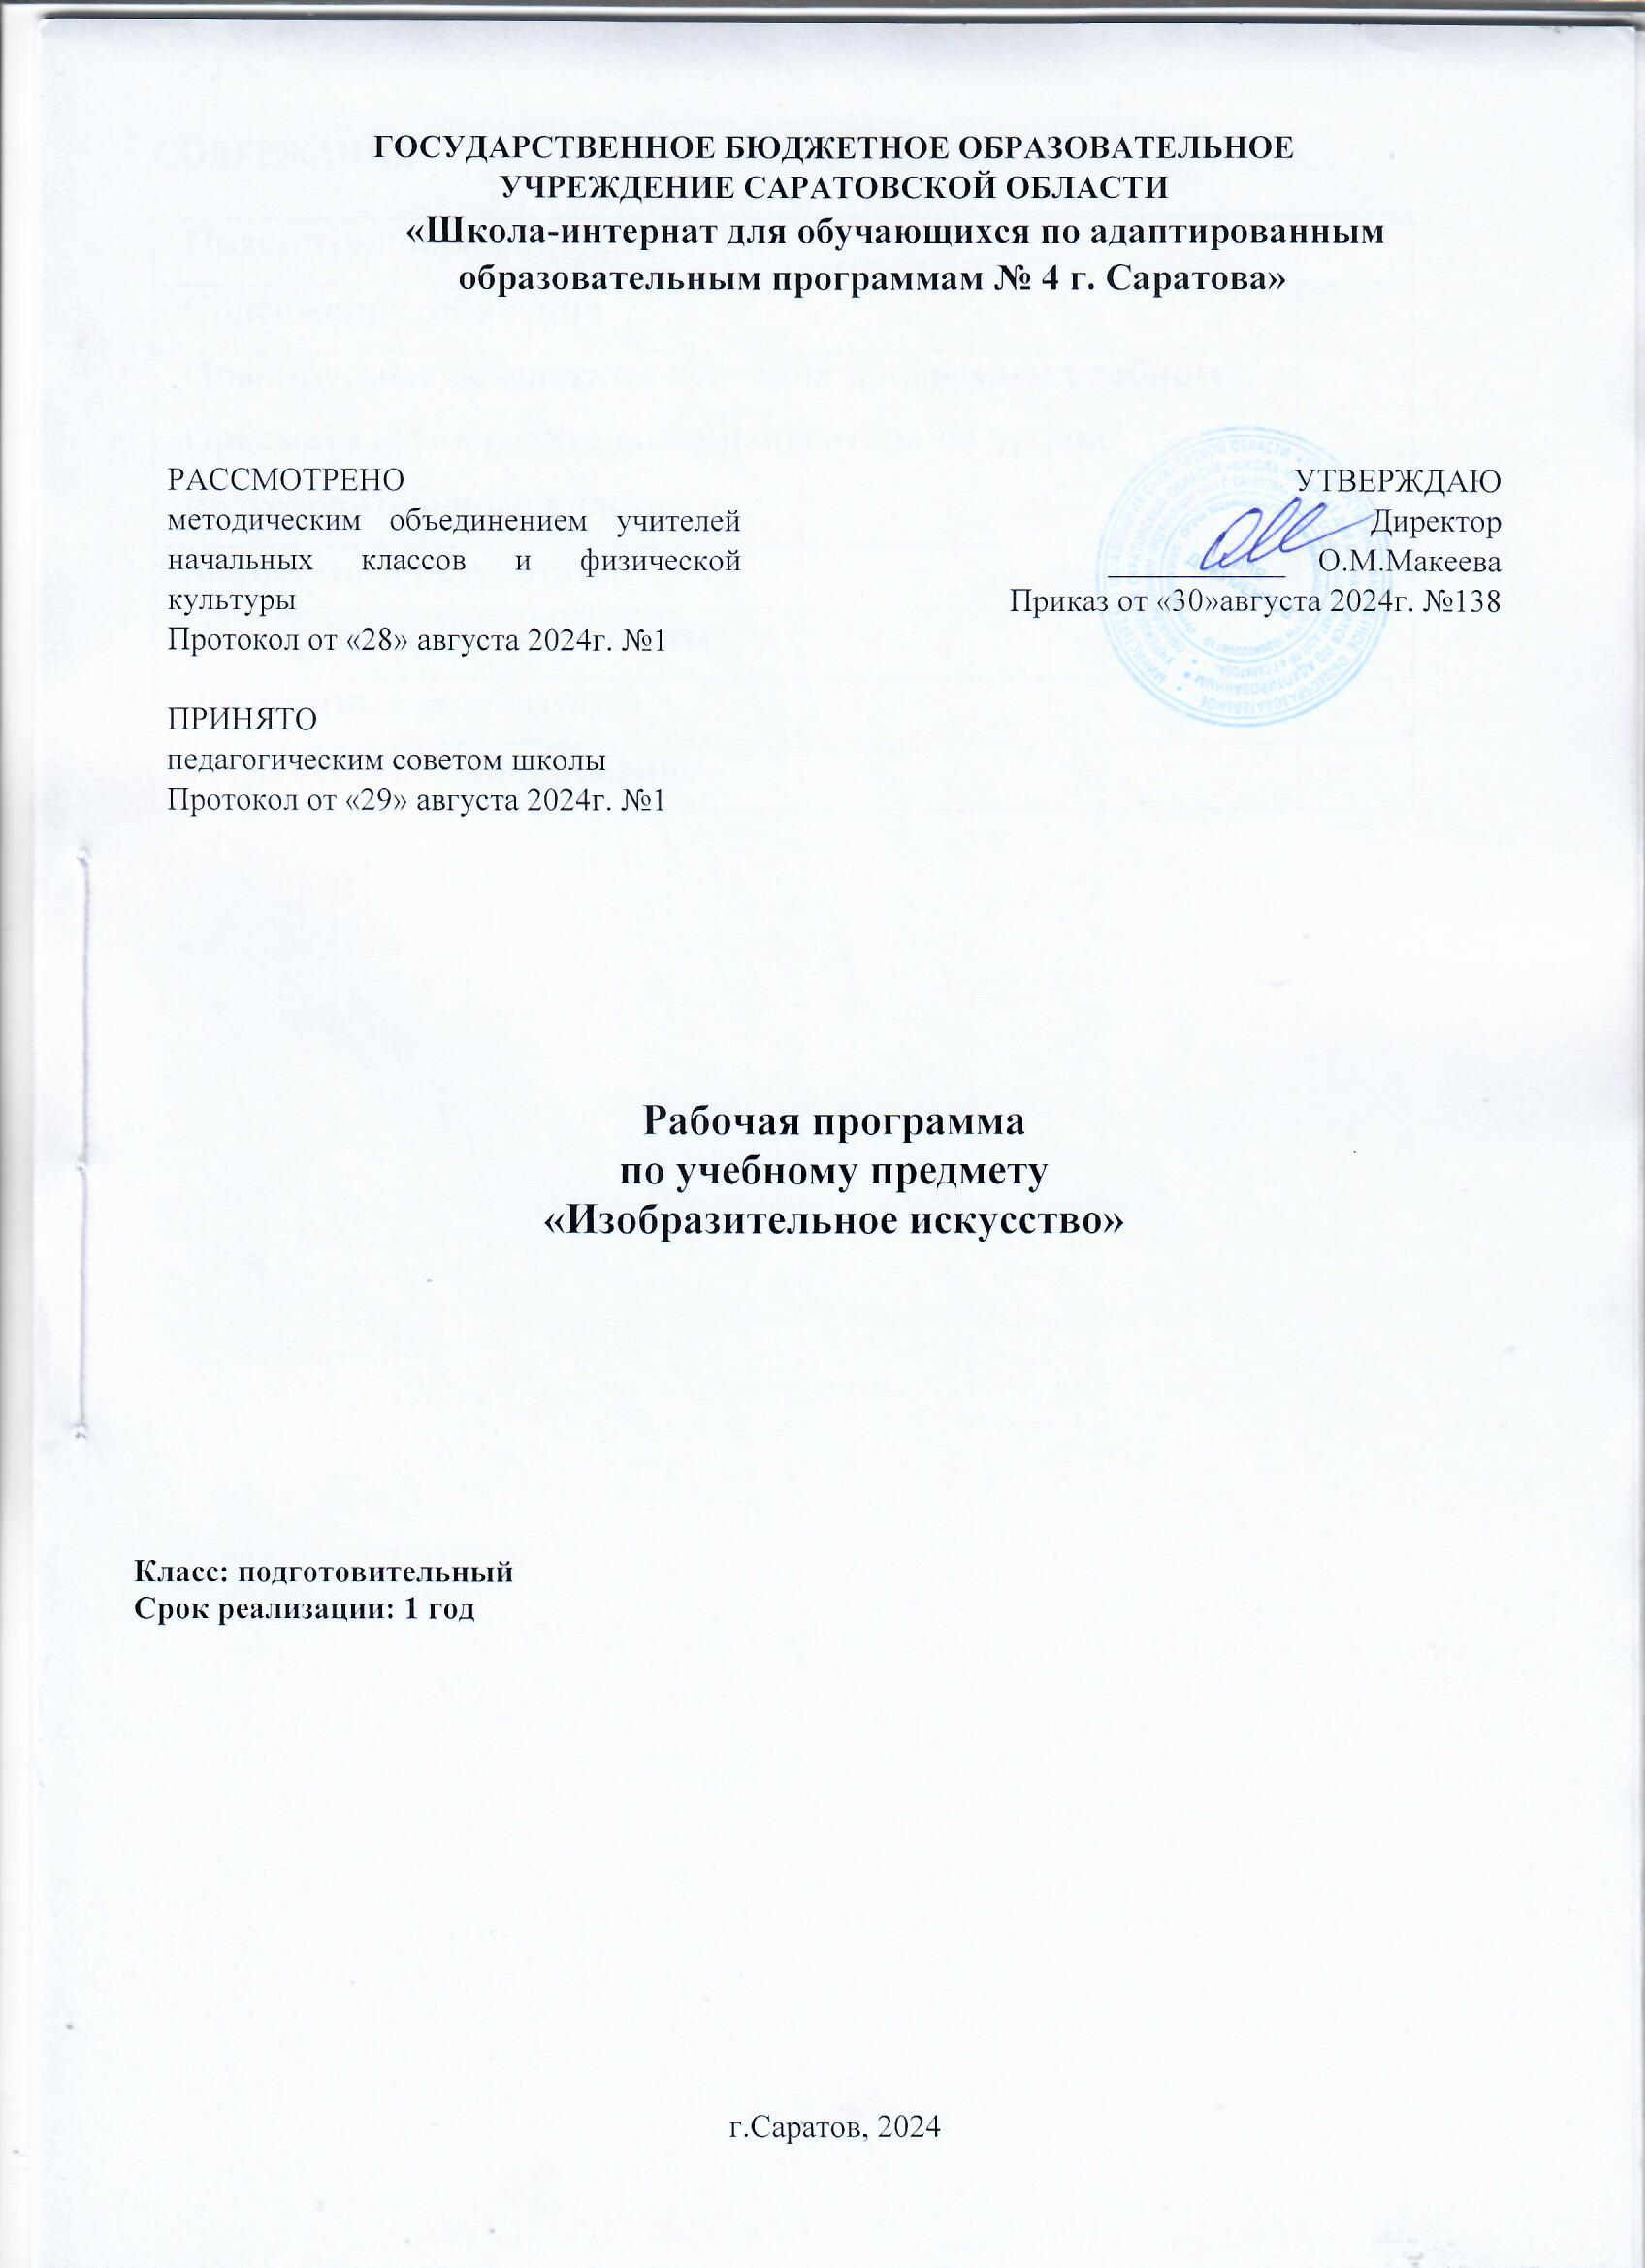 ГОСУДАРСТВЕННОЕ БЮДЖЕТНОЕ ОБРАЗОВАТЕЛЬНОЕ
УЧРЕЖДЕНИЕ САРАТОВСКОЙ ОБЛАСТИ
«Школа-интернат для обучающихся по адаптированным
образовательным программам № 4 г. Саратова»
РАССМОТРЕНО
методическим объединением учителей
начальных классов и физической
культуры
Протокол от «28» августа 2024г. №1
ПРИНЯТО
педагогическим советом школы
Протокол от «29» августа 2024г. №1
УТВЕРЖДАЮ
Директор
О.М.Макеева
Приказ от «30»августа 2024г. №138
Рабочая программа
по учебному предмету
«Изобразительное искусство»
Класс: подготовительный
Срок реализации: 1 год
г.Саратов, 2024